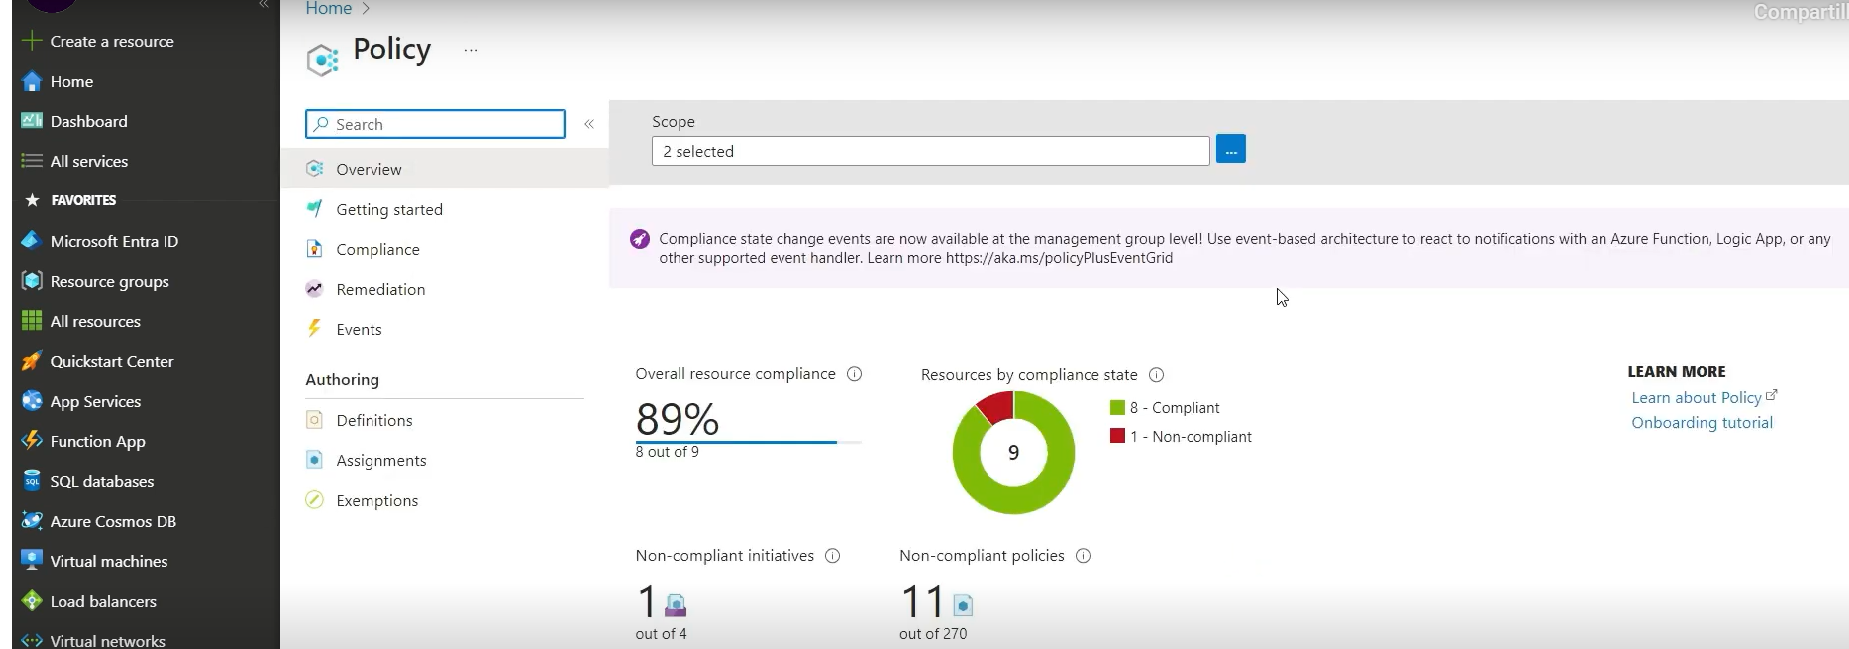 Home >
Compartill
Policy ...
Create a resource
Home
Dashboard
All services
FAVORITES
Microsoft Entra ID
Resource groups
All resources
Quickstart Center
App Services
Function App
SQL databases
Azure Cosmos DB
Virtual machines
Load balancers
Virtual networks
Search
Overview
Getting started
Compliance
Remediation
Events
Authoring
Definitions
Assignments
Exemptions
Scope
2 selected
...
Compliance state change events are now available at the management group level! Use event-based architecture to react to notifications with an Azure Function, Logic App, or any
other supported event handler. Learn more https://aka.ms/policyPlusEventGrid
Overall resource compliance
89%
8 out of 9
Resources by compliance state
9
8 - Compliant
1 - Non-compliant
LEARN MORE
Learn about Policy
Onboarding tutorial
Non-compliant initiatives
1
out of 4
Non-compliant policies
11
out of 270